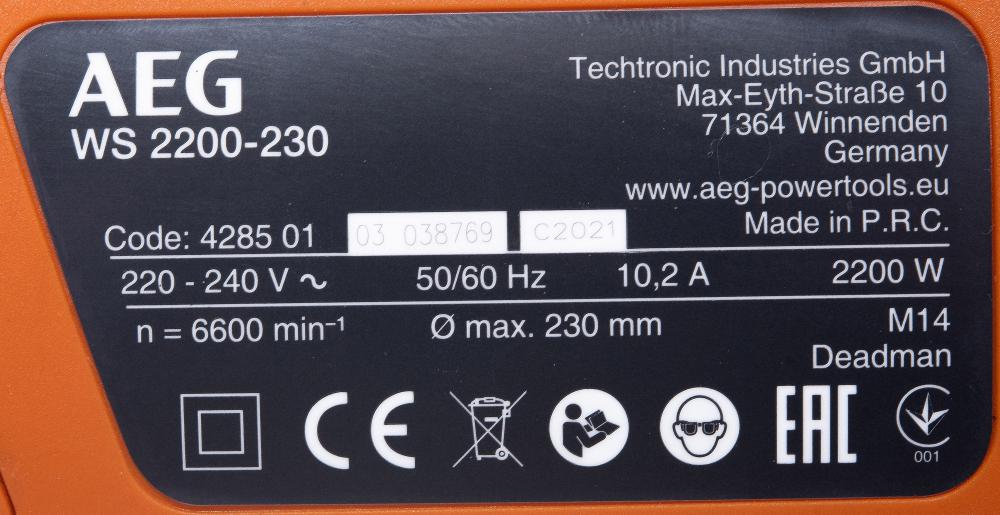 AEG
WS 2200-230
Techtronic Industries GmbH
Max-Eyth-Straße 10
71364 Winnenden
Germany
www.aeg-powertools.eu
Made in P.R.C.
Code: 4285 01 03 038769 C2021
220 - 240 V ~ 50/60 Hz 10,2 A 2200 W
n = 6600 min⁻¹ Ø max. 230 mm M14
Deadman
CE EAC
001